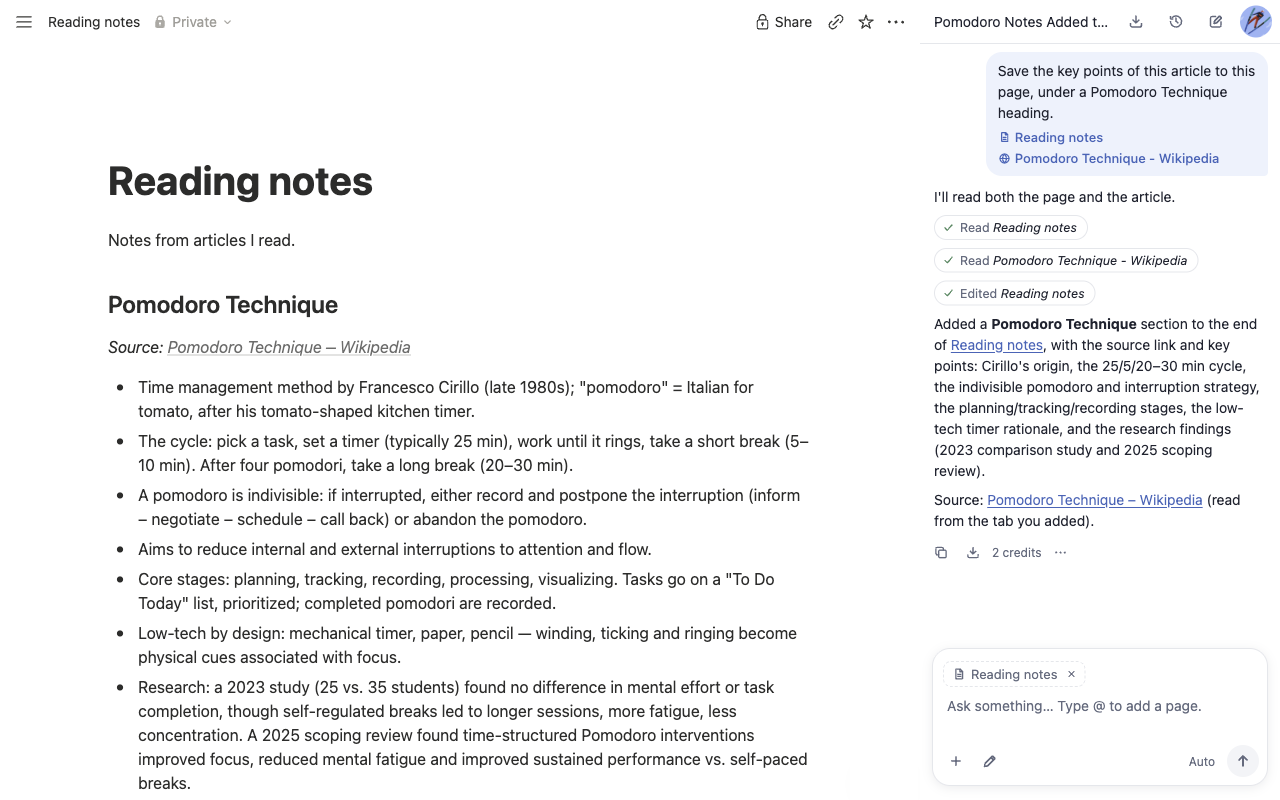 Reading notes
Private
Share
Reading notes
Notes from articles I read.
Pomodoro Technique
Source: Pomodoro Technique – Wikipedia
Time management method by Francesco Cirillo (late 1980s); "pomodoro" = Italian for
tomato, after his tomato-shaped kitchen timer.
The cycle: pick a task, set a timer (typically 25 min), work until it rings, take a short break (5–
10 min). After four pomodori, take a long break (20–30 min).
A pomodoro is indivisible: if interrupted, either record and postpone the interruption (inform
– negotiate – schedule – call back) or abandon the pomodoro.
Aims to reduce internal and external interruptions to attention and flow.
Core stages: planning, tracking, recording, processing, visualizing. Tasks go on a "To Do
Today" list, prioritized; completed pomodori are recorded.
Low-tech by design: mechanical timer, paper, pencil — winding, ticking and ringing become
physical cues associated with focus.
Research: a 2023 study (25 vs. 35 students) found no difference in mental effort or task
completion, though self-regulated breaks led to longer sessions, more fatigue, less
concentration. A 2025 scoping review found time-structured Pomodoro interventions
improved focus, reduced mental fatigue and improved sustained performance vs. self-paced
breaks.
Pomodoro Notes Added t...
Save the key points of this article to this
page, under a Pomodoro Technique
heading.
Reading notes
Pomodoro Technique - Wikipedia
I'll read both the page and the article.
Read Reading notes
Read Pomodoro Technique - Wikipedia
Edited Reading notes
Added a Pomodoro Technique section to the end
of Reading notes, with the source link and key
points: Cirillo's origin, the 25/5/20–30 min cycle,
the indivisible pomodoro and interruption strategy,
the planning/tracking/recording stages, the low-
tech timer rationale, and the research findings
(2023 comparison study and 2025 scoping
review).
Source: Pomodoro Technique – Wikipedia (read
from the tab you added).
2 credits
Reading notes
Ask something... Type @ to add a page.
Auto